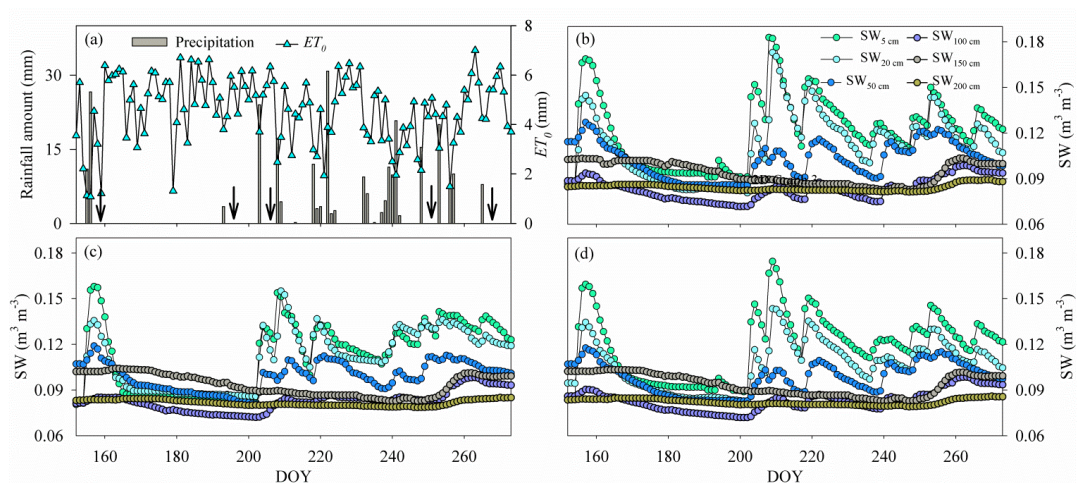 (a)
Precipitation
ET0
Rainfall amount (mm)
30
15
0
8
6
4
2
0
ET0 (mm)
(b)
SW5 cm
SW20 cm
SW50 cm
SW100 cm
SW150 cm
SW200 cm
0.18
0.15
0.12
0.09
0.06
SW (m3 m-3)
(c)
0.18
0.15
0.12
0.09
0.06
SW (m3 m-3)
160 180 200 220 240 260
DOY
(d)
0.18
0.15
0.12
0.09
0.06
SW (m3 m-3)
160 180 200 220 240 260
DOY